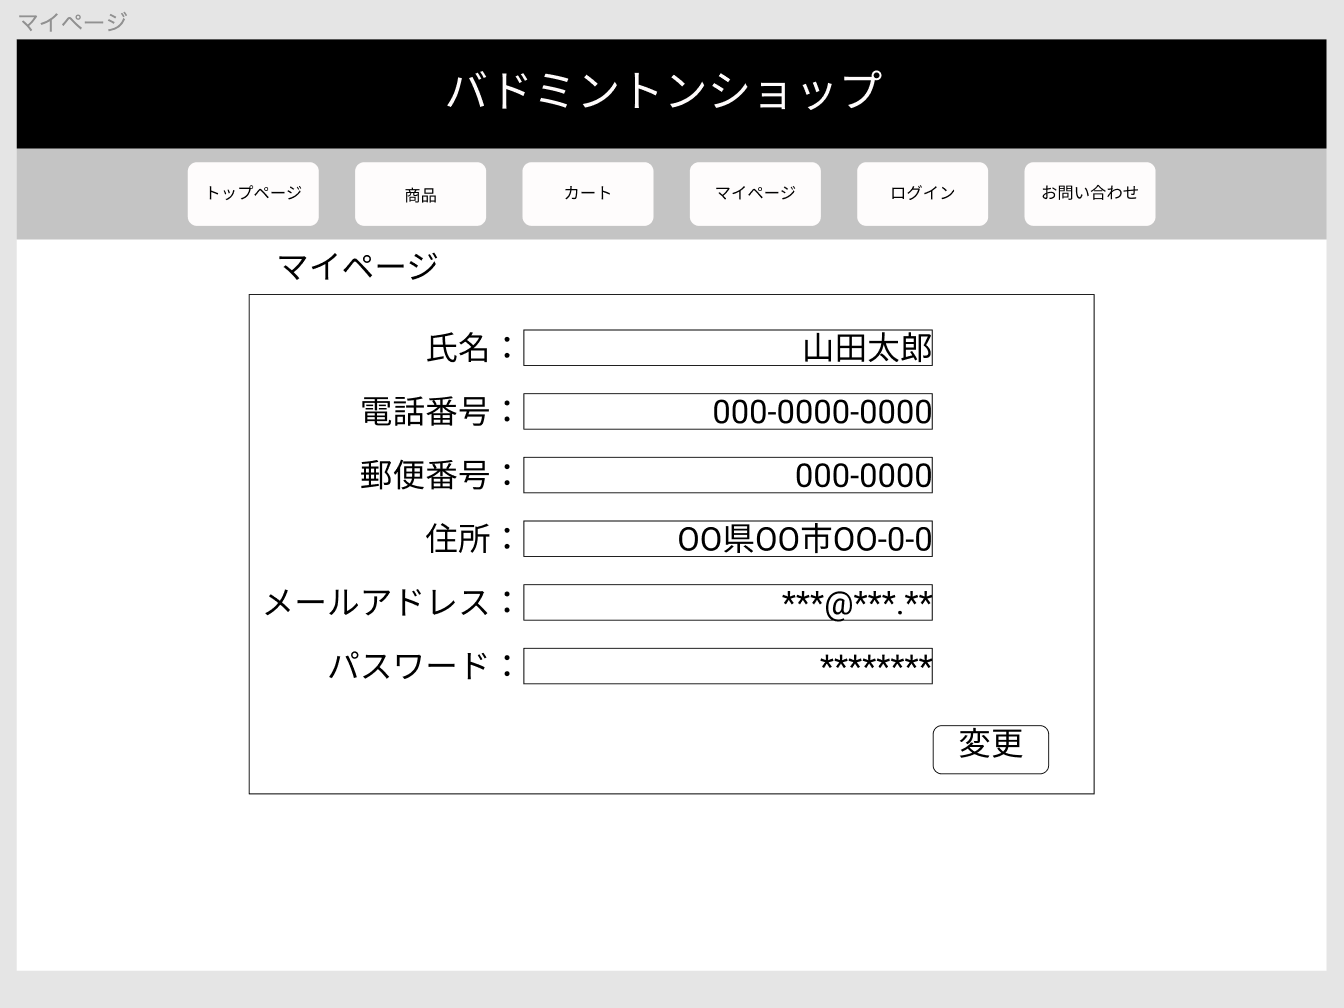 マイページ
バドミントンショップ
トップページ 商品 カート マイページ ログイン お問い合わせ
マイページ
氏名： 山田太郎
電話番号： 000-0000-0000
郵便番号： 000-0000
住所： OO県OO市OO-0-0
メールアドレス： ***@***.**
パスワード： ********
変更